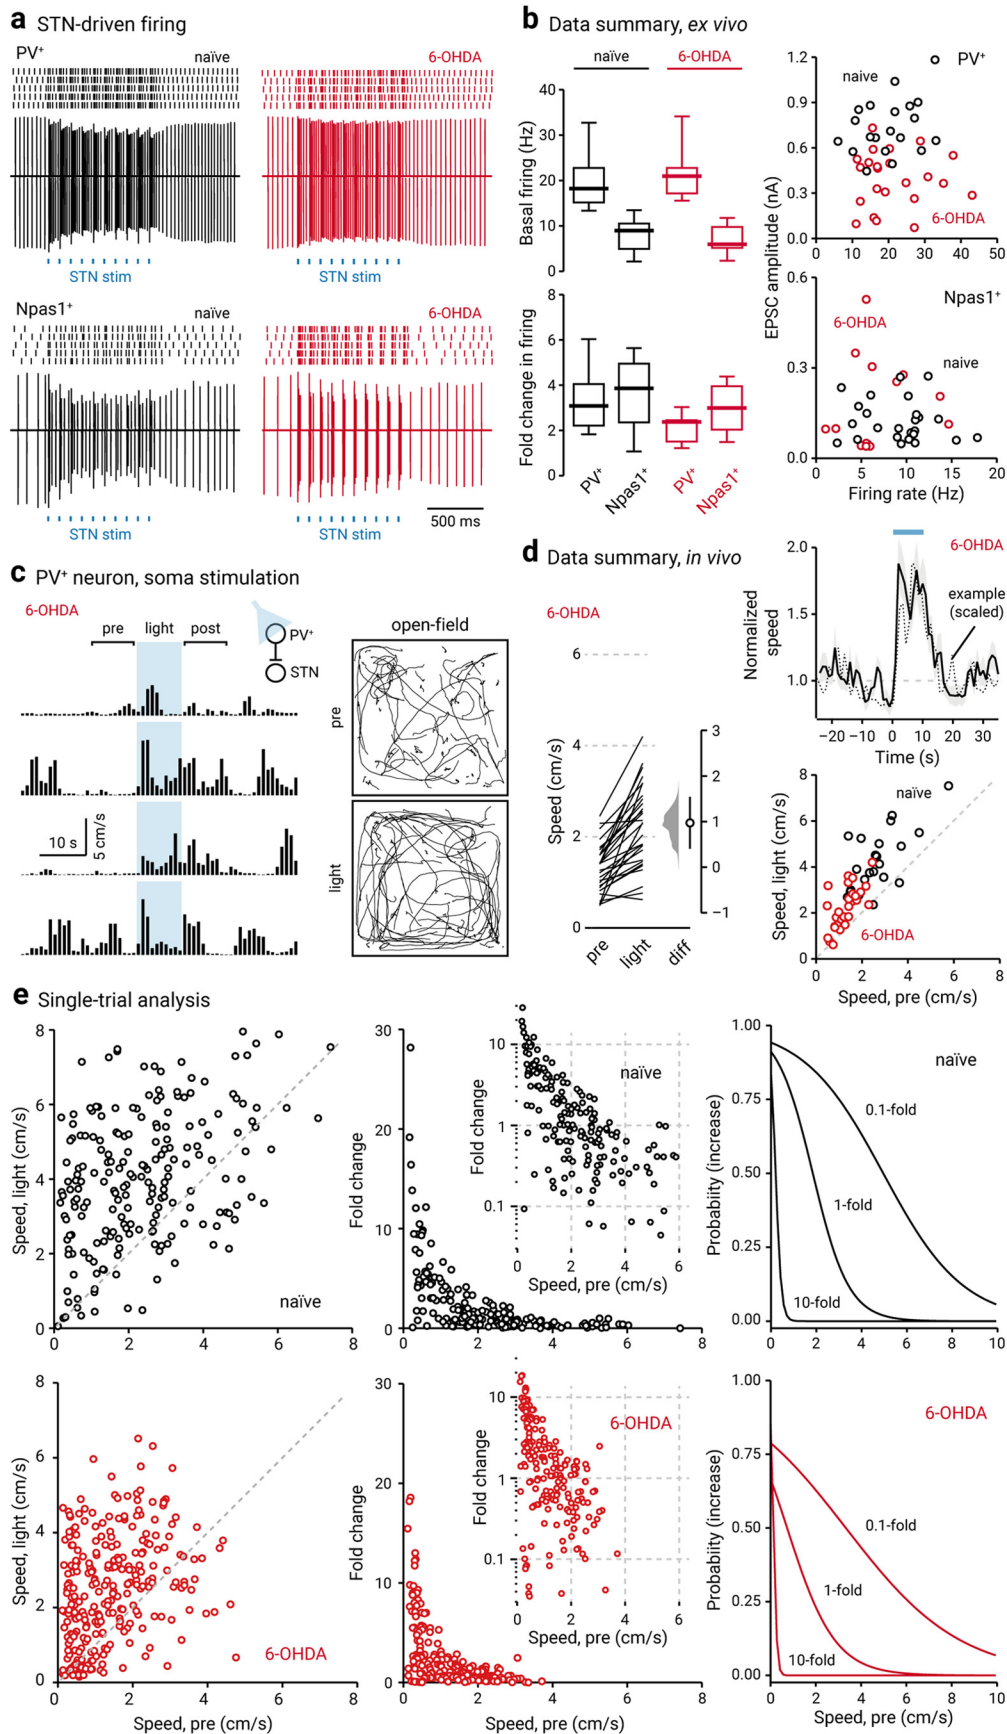 a STN-driven firing
PV+
naïve
6-OHDA
STN stim
STN stim
Npas1+
naïve
6-OHDA
STN stim
STN stim
500 ms
b Data summary, ex vivo
naïve
6-OHDA
Basal firing (Hz)
40
30
20
10
0
Fold change in firing
8
6
4
2
0
PV+
Npas1+
PV+
Npas1+
EPSC amplitude (nA)
1.2
0.9
0.6
0.3
0.0
naive
PV+
6-OHDA
0 10 20 30 40 50
0.6
0.3
0.0
Npas1+
6-OHDA
naive
0 5 10 15 20
Firing rate (Hz)
c PV+ neuron, soma stimulation
6-OHDA
pre
light
post
PV+
STN
10 s
5 cm/s
open-field
pre
light
d Data summary, in vivo
6-OHDA
Speed (cm/s)
6
4
2
0
3
2
1
0
−1
pre
light
diff
Normalized
speed
2.0
1.5
1.0
6-OHDA
example
(scaled)
−20 −10 0 10 20 30
Time (s)
Speed, light (cm/s)
8
6
4
2
0
naïve
6-OHDA
0 2 4 6 8
Speed, pre (cm/s)
e Single-trial analysis
Speed, light (cm/s)
8
6
4
2
0
naïve
0 2 4 6 8
Fold change
30
20
10
0
0 2 4 6 8
Fold change
10
1
0.1
naïve
0 2 4 6
Speed, pre (cm/s)
Probabiity (increase)
1.00
0.75
0.50
0.25
0.00
naïve
0.1-fold
1-fold
10-fold
0 2 4 6 8 10
Speed, light (cm/s)
8
6
4
2
0
6-OHDA
0 2 4 6 8
Speed, pre (cm/s)
Fold change
30
20
10
0
0 2 4 6 8
Speed, pre (cm/s)
Fold change
10
1
0.1
6-OHDA
0 2 4 6
Speed, pre (cm/s)
Probabiity (increase)
1.00
0.75
0.50
0.25
0.00
6-OHDA
0.1-fold
1-fold
10-fold
0 2 4 6 8 10
Speed, pre (cm/s)